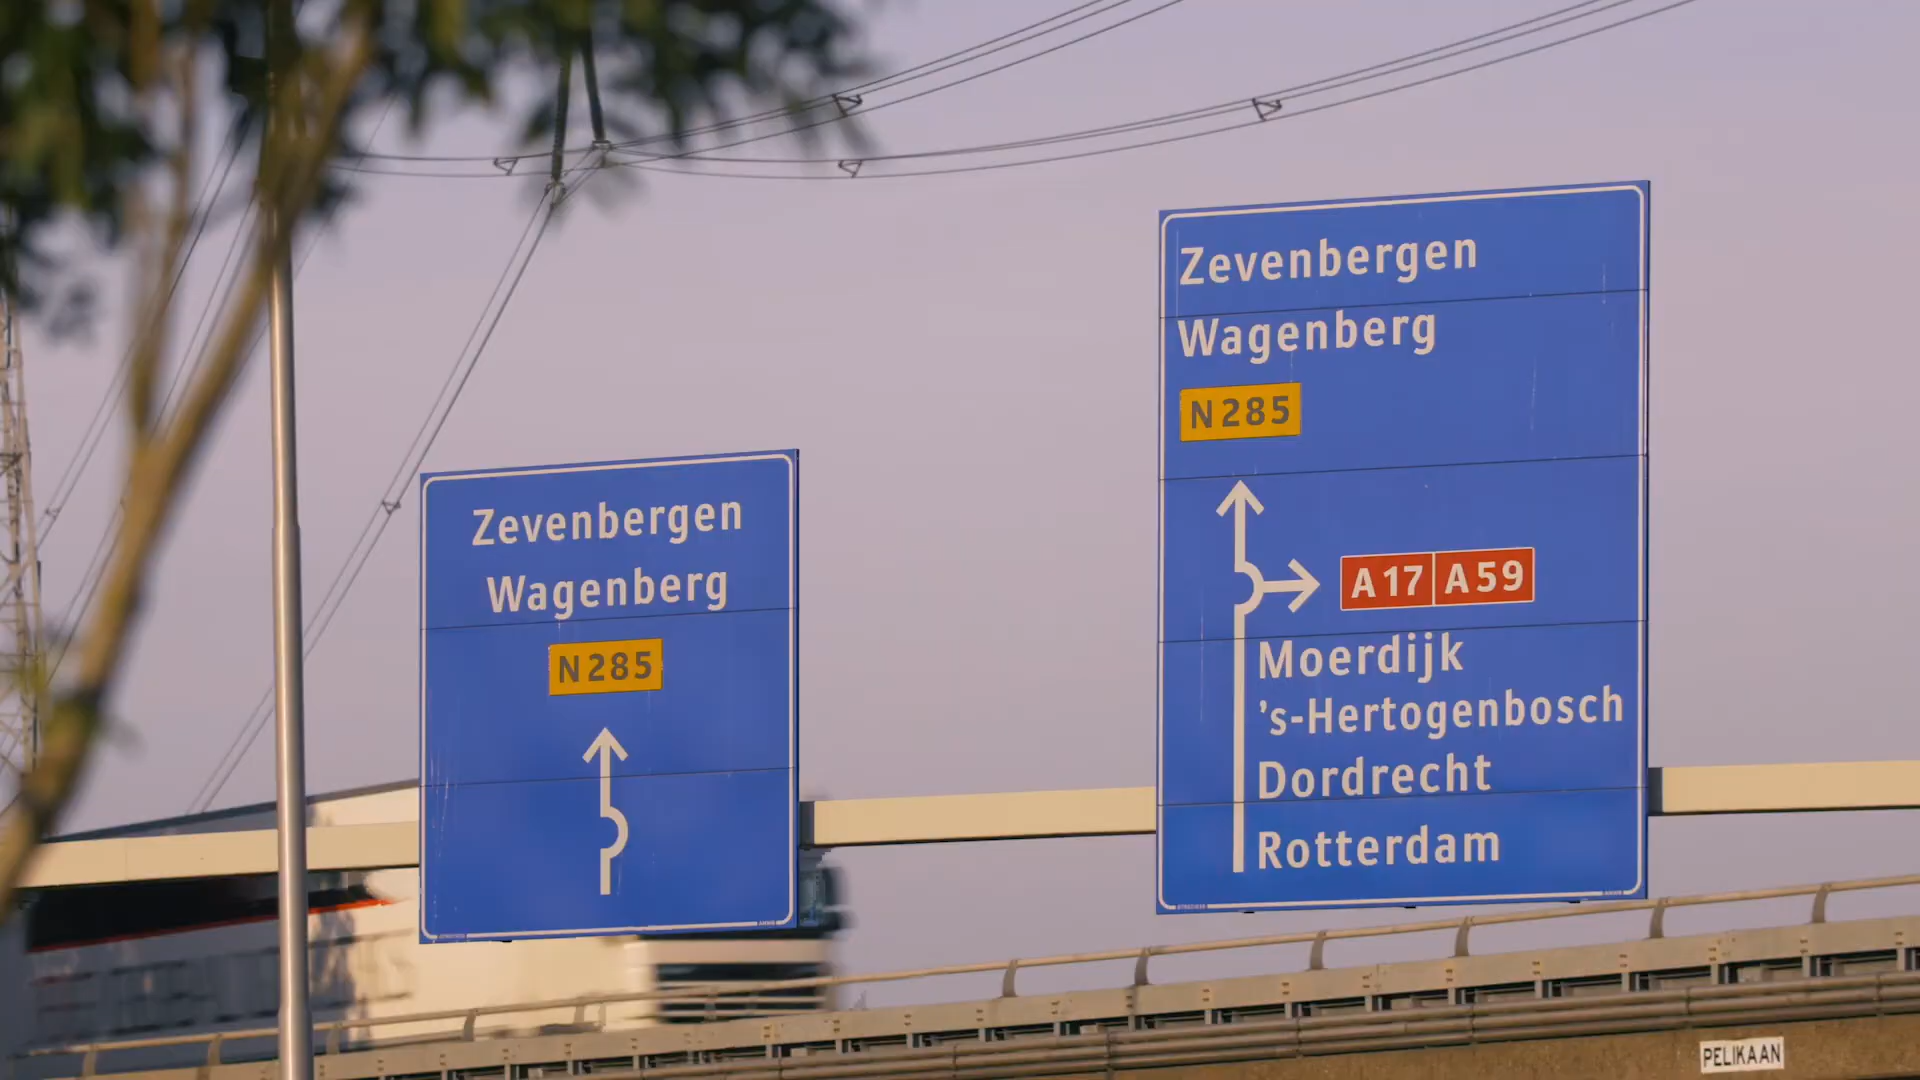 Zevenbergen
Wagenberg
N285
Zevenbergen
Wagenberg
N285
A17 A59
Moerdijk
's-Hertogenbosch
Dordrecht
Rotterdam
PELIKAAN